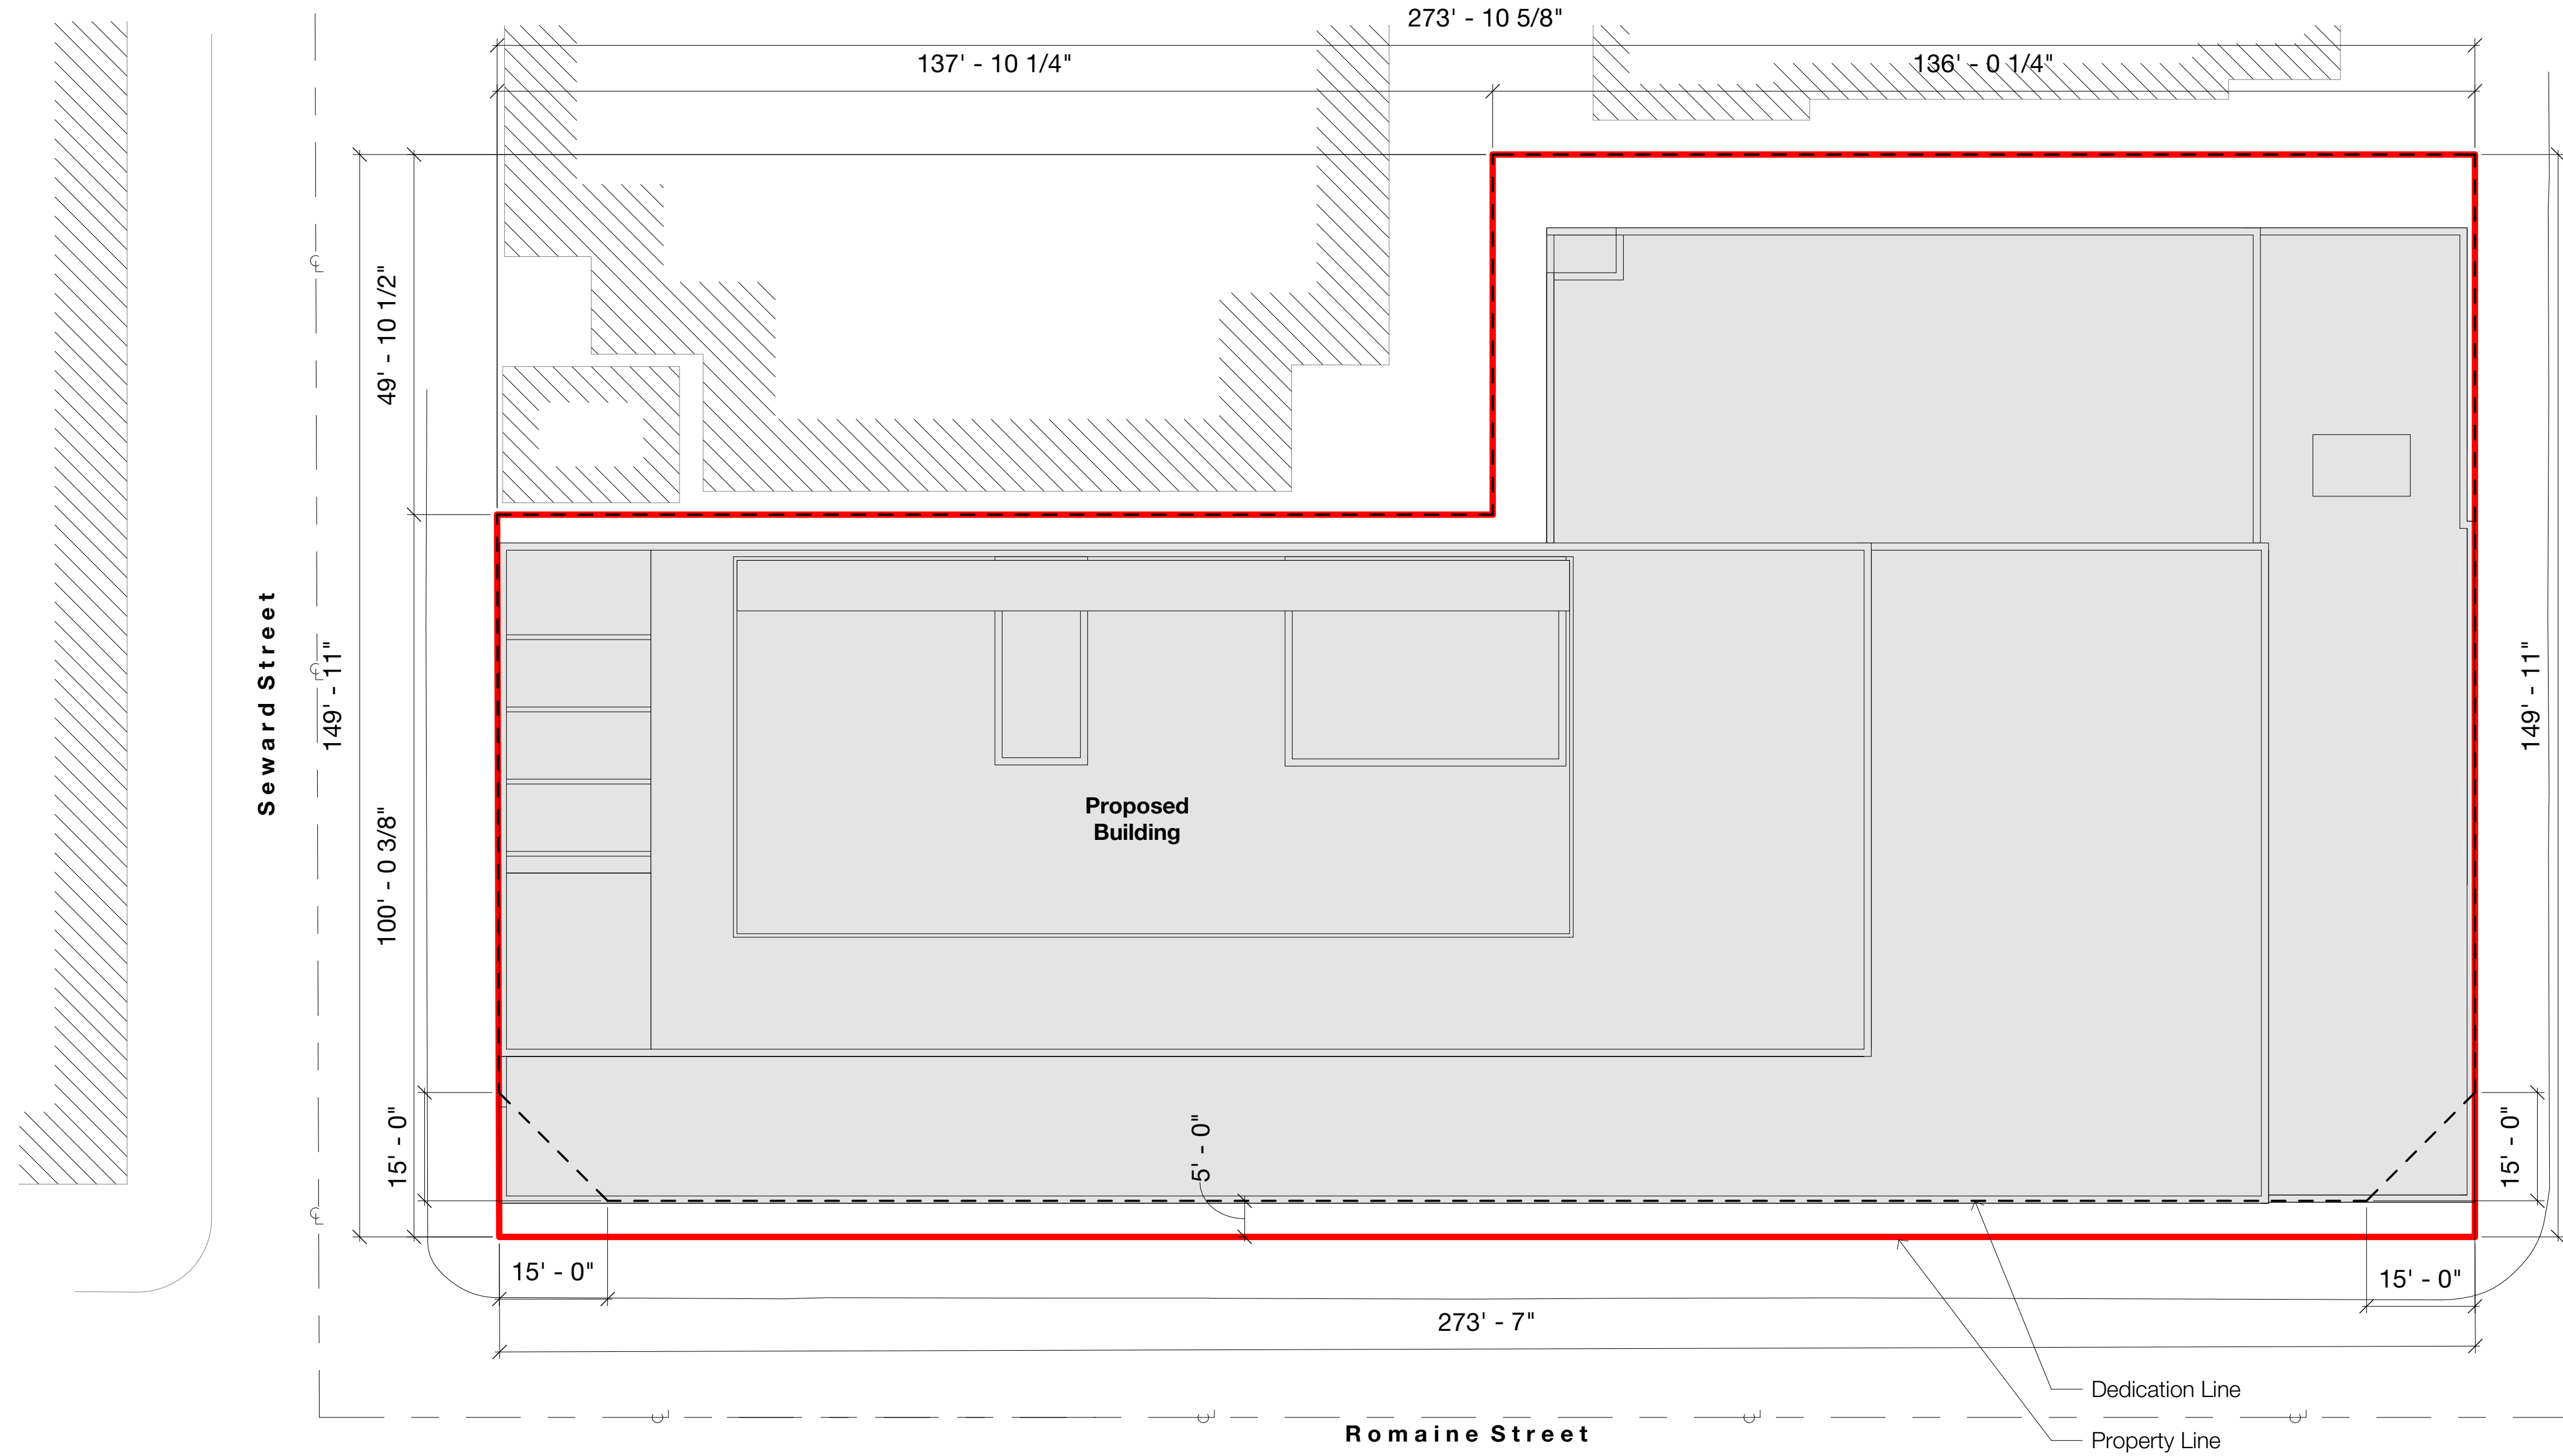 273' - 10 5/8"
137' - 10 1/4"
136' - 0 1/4"
49' - 10 1/2"
149' - 11"
100' - 0 3/8"
15' - 0"
Seward Street
149' - 11"
15' - 0"
Proposed
Building
5' - 0"
15' - 0"
15' - 0"
273' - 7"
Dedication Line
Property Line
Romaine Street